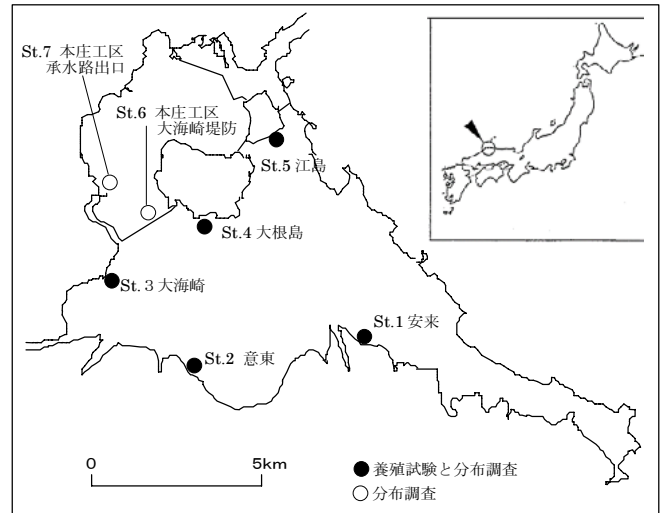 St.7 本庄工区
承水路出口
St.6 本庄工区
大海崎堤防
St.5 江島
St.4 大根島
St.3 大海崎
St.1 安来
St.2 意東
0 5km
●養殖試験と分布調査
○分布調査